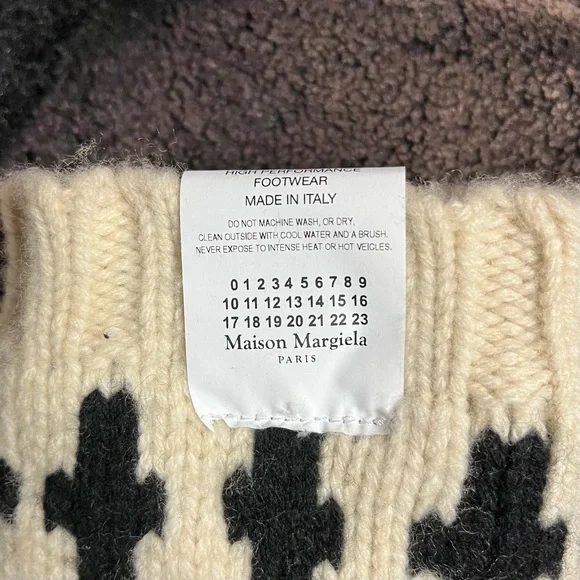 HIGH PERFORMANCE
FOOTWEAR
MADE IN ITALY
DO NOT MACHINE WASH, OR DRY.
CLEAN OUTSIDE WITH COOL WATER AND A BRUSH.
NEVER EXPOSE TO INTENSE HEAT OR HOT VEICLES.
0 1 2 3 4 5 6 7 8 9
10 11 12 13 14 15 16
17 18 19 20 21 22 23
Maison Margiela
PARIS